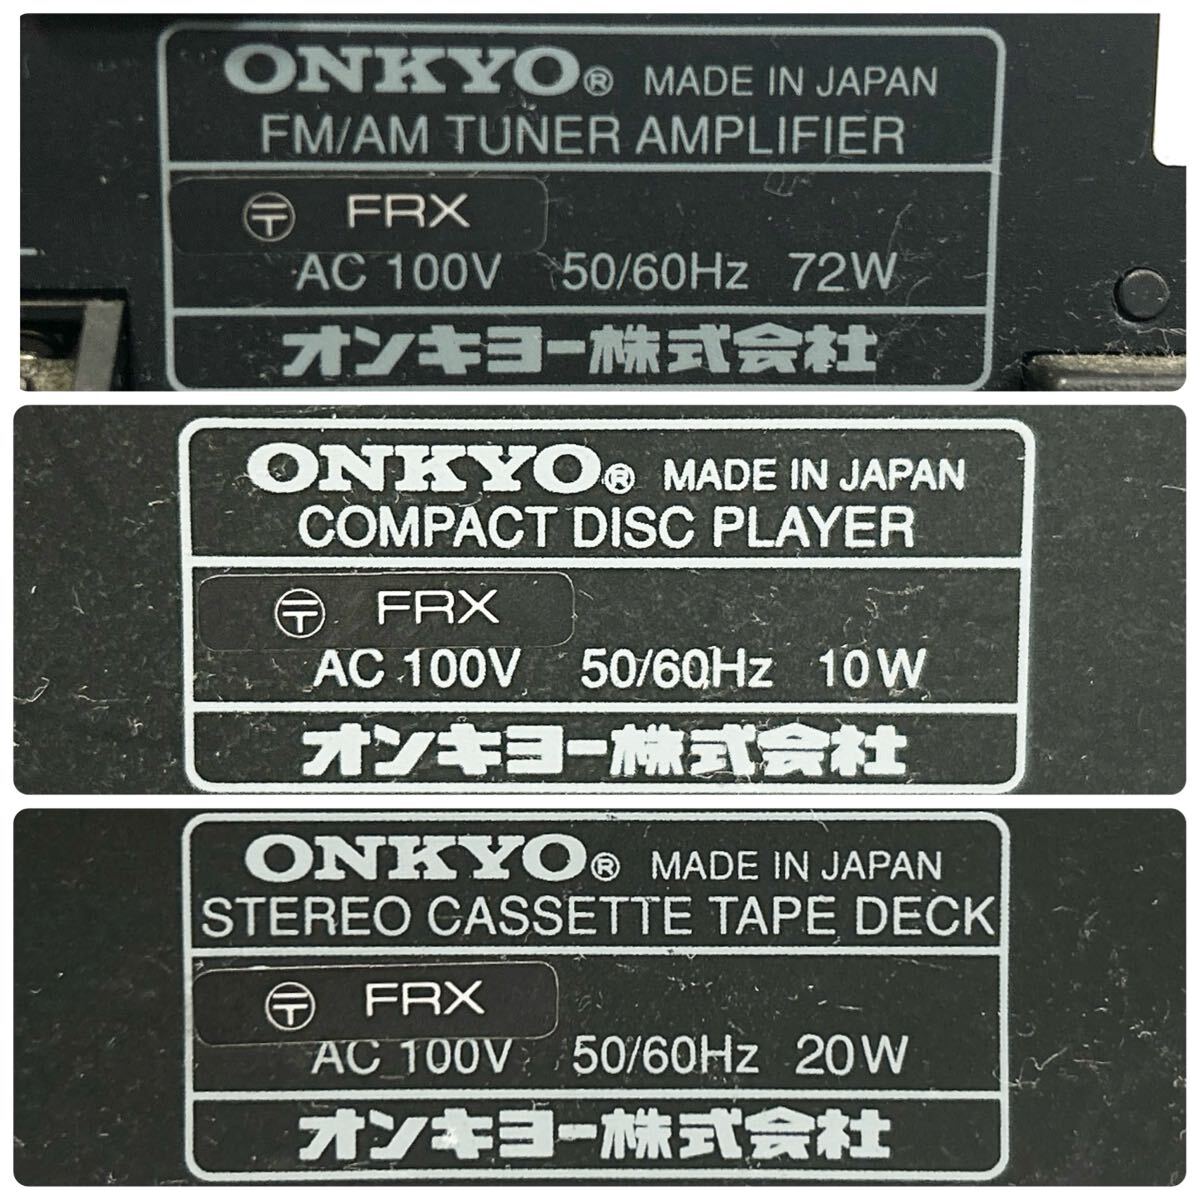 ONKYO® MADE IN JAPAN
FM/AM TUNER AMPLIFIER
〶 FRX
AC 100V 50/60Hz 72W
オンキヨー株式会社
ONKYO® MADE IN JAPAN
COMPACT DISC PLAYER
〶 FRX
AC 100V 50/60Hz 10W
オンキヨー株式会社
ONKYO® MADE IN JAPAN
STEREO CASSETTE TAPE DECK
〶 FRX
AC 100V 50/60Hz 20W
オンキヨー株式会社